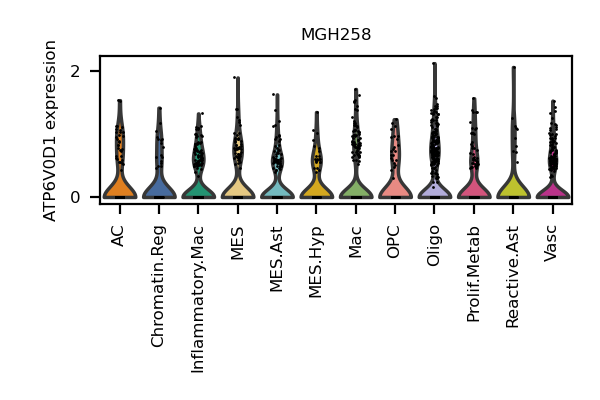 MGH258
ATP6V0D1 expression
2
0
AC
Chromatin.Reg
Inflammatory.Mac
MES
MES.Ast
MES.Hyp
Mac
OPC
Oligo
Prolif.Metab
Reactive.Ast
Vasc